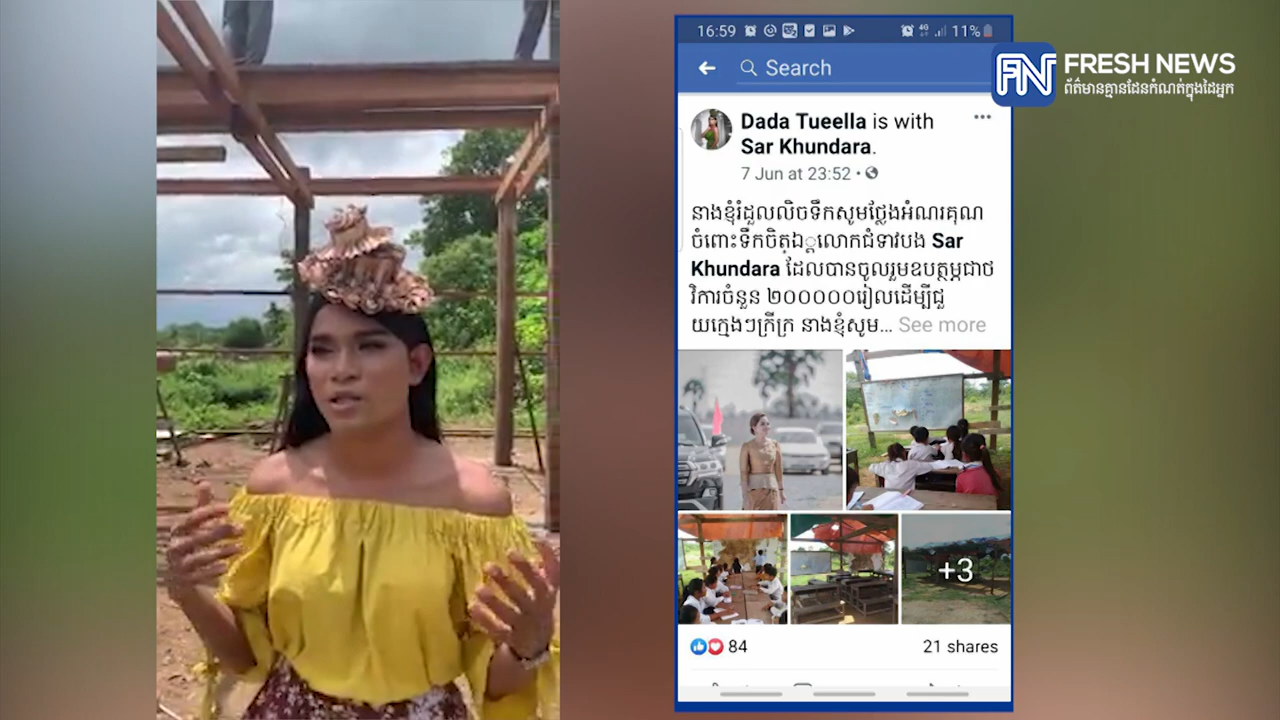 16:59
4G
11%
Search
FRESH NEWS
ព័ត៌មានគ្មានដែនកំណត់ក្នុងដៃអ្នក
Dada Tueella is with
Sar Khundara.
7 Jun at 23:52
នាងខ្ញុំរំដួលលិចទឹកសូមថ្លែងអំណរគុណ
ចំពោះទឹកចិត្តឯ្តលោកជំទាវបង Sar
Khundara ដែលបានចូលរួមឧបត្ថម្ភជាថ
វិការចំនួន ២០០០០០រៀលដើម្បីជួ
យក្មេងៗក្រីក្រ នាងខ្ញុំសូម... See more
+3
84
21 shares